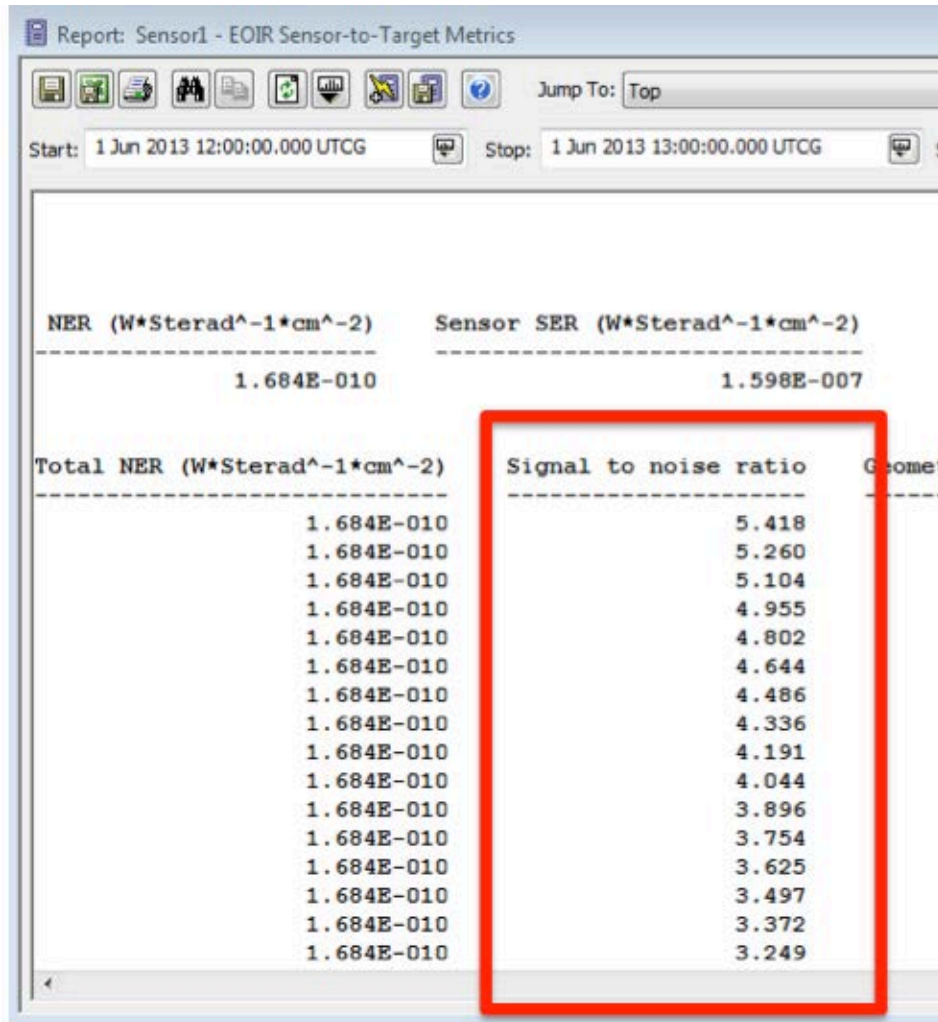 Report: Sensor1 - EOIR Sensor-to-Target Metrics
Jump To: Top
Start: 1 Jun 2013 12:00:00.000 UTCG Stop: 1 Jun 2013 13:00:00.000 UTCG
NER (W*Sterad^-1*cm^-2) Sensor SER (W*Sterad^-1*cm^-2)
------------------------ ------------------------------
1.684E-010 1.598E-007
Total NER (W*Sterad^-1*cm^-2) Signal to noise ratio
----------------------------- ---------------------
1.684E-010 5.418
1.684E-010 5.260
1.684E-010 5.104
1.684E-010 4.955
1.684E-010 4.802
1.684E-010 4.644
1.684E-010 4.486
1.684E-010 4.336
1.684E-010 4.191
1.684E-010 4.044
1.684E-010 3.896
1.684E-010 3.754
1.684E-010 3.625
1.684E-010 3.497
1.684E-010 3.372
1.684E-010 3.249